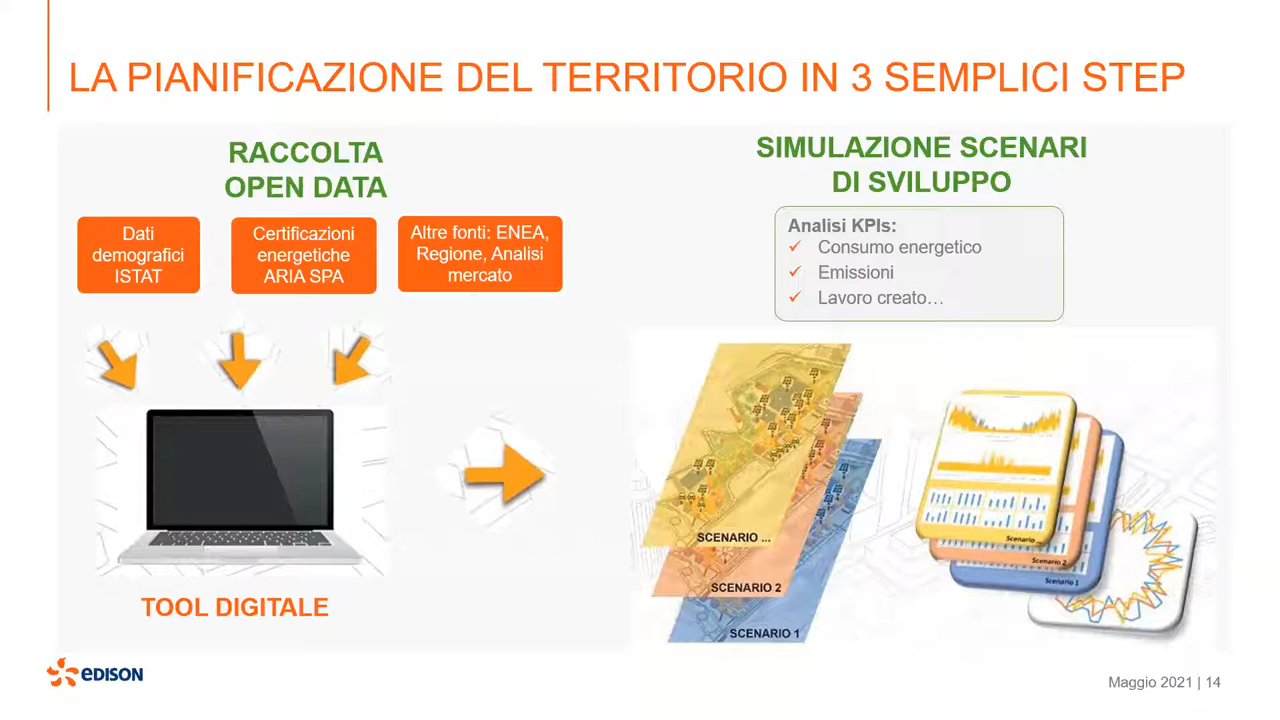 LA PIANIFICAZIONE DEL TERRITORIO IN 3 SEMPLICI STEP
RACCOLTA
OPEN DATA
Dati
demografici
ISTAT
Certificazioni
energetiche
ARIA SPA
Altre fonti: ENEA,
Regione, Analisi
mercato
TOOL DIGITALE
SIMULAZIONE SCENARI
DI SVILUPPO
Analisi KPIs:
✓ Consumo energetico
✓ Emissioni
✓ Lavoro creato…
SCENARIO ...
SCENARIO 2
SCENARIO 1
Scenario ...
Scenario 2
Scenario 1
EDISON
Maggio 2021 | 14